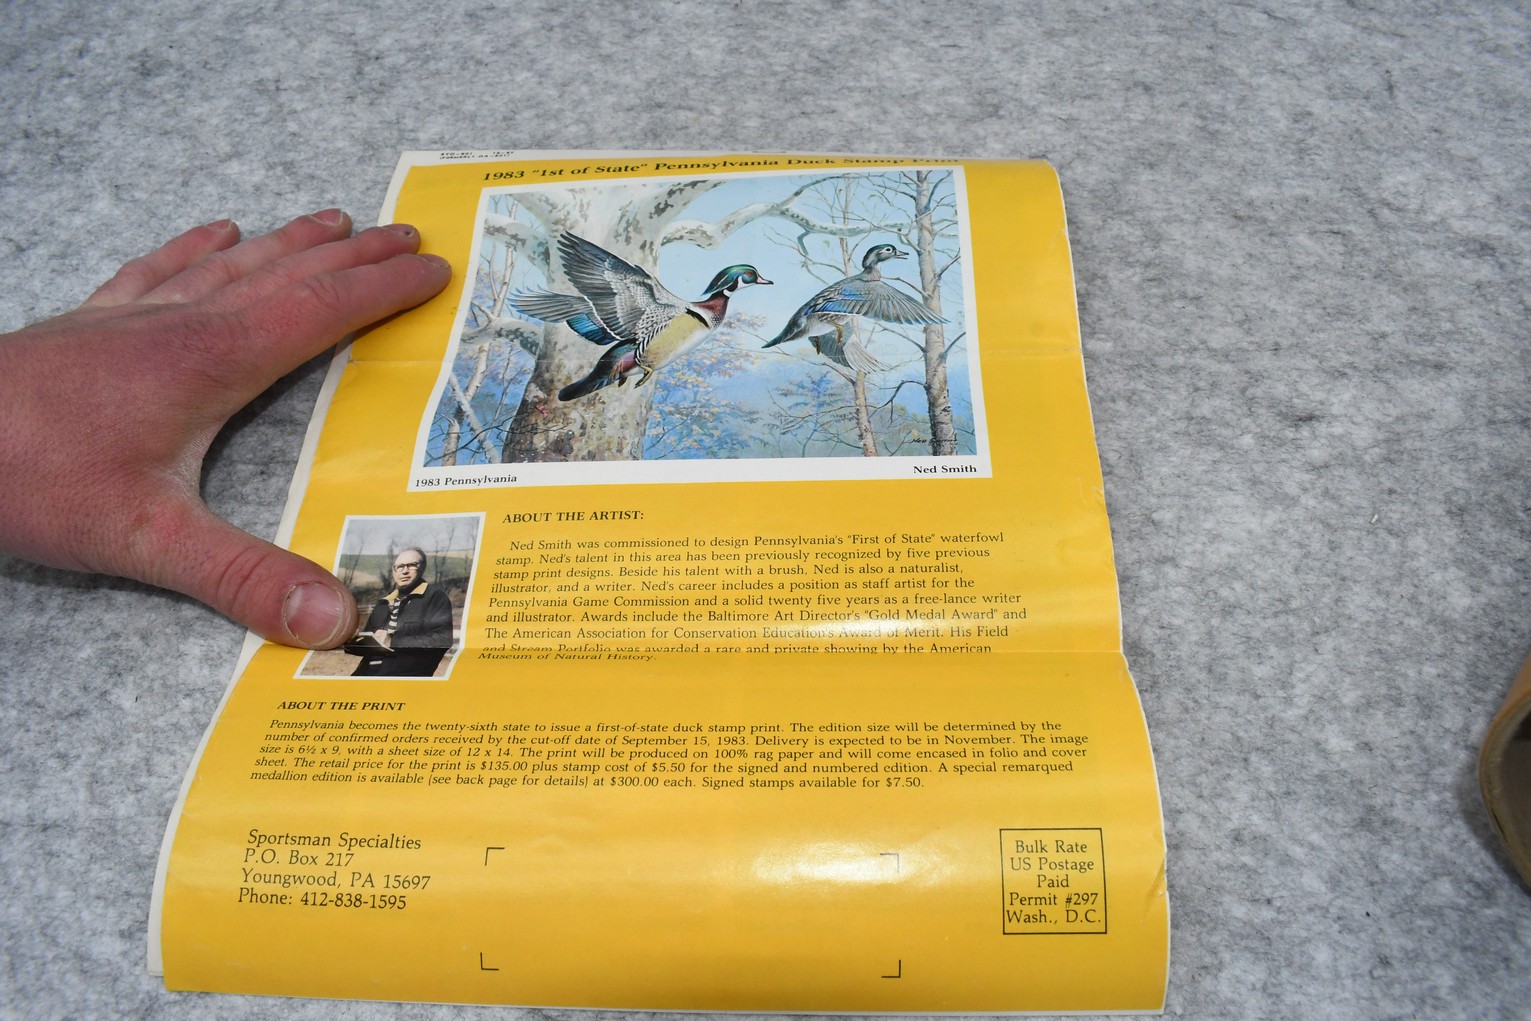 1983 "1st of State" Pennsylvania Duck Stamp Print
Ned Smith
1983 Pennsylvania
Ned Smith
ABOUT THE ARTIST:
Ned Smith was commissioned to design Pennsylvania's "First of State" waterfowl
stamp. Ned's talent in this area has been previously recognized by five previous
stamp print designs. Beside his talent with a brush, Ned is also a naturalist,
illustrator, and a writer. Ned's career includes a position as staff artist for the
Pennsylvania Game Commission and a solid twenty five years as a free-lance writer
and illustrator. Awards include the Baltimore Art Director's "Gold Medal Award" and
The American Association for Conservation Education's Award of Merit. His Field
and Stream Portfolio was awarded a rare and private showing by the American
Museum of Natural History.
ABOUT THE PRINT
Pennsylvania becomes the twenty-sixth state to issue a first-of-state duck stamp print. The edition size will be determined by the
number of confirmed orders received by the cut-off date of September 15, 1983. Delivery is expected to be in November. The image
size is 6½ x 9, with a sheet size of 12 x 14. The print will be produced on 100% rag paper and will come encased in folio and cover
sheet. The retail price for the print is $135.00 plus stamp cost of $5.50 for the signed and numbered edition. A special remarqued
medallion edition is available (see back page for details) at $300.00 each. Signed stamps available for $7.50.
Sportsman Specialties
P.O. Box 217
Youngwood, PA 15697
Phone: 412-838-1595
Bulk Rate
US Postage
Paid
Permit #297
Wash., D.C.